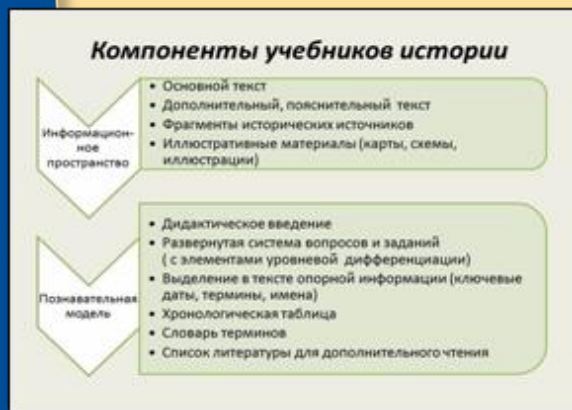 Компоненты учебников истории
Информацион-
ное
пространство
• Основной текст
• Дополнительный, пояснительный текст
• Фрагменты исторических источников
• Иллюстративные материалы (карты, схемы,
иллюстрации)
Познавательная
модель
• Дидактическое введение
• Развернутая система вопросов и заданий
( с элементами уровневой дифференциации)
• Выделение в тексте опорной информации (ключевые
даты, термины, имена)
• Хронологическая таблица
• Словарь терминов
• Список литературы для дополнительного чтения